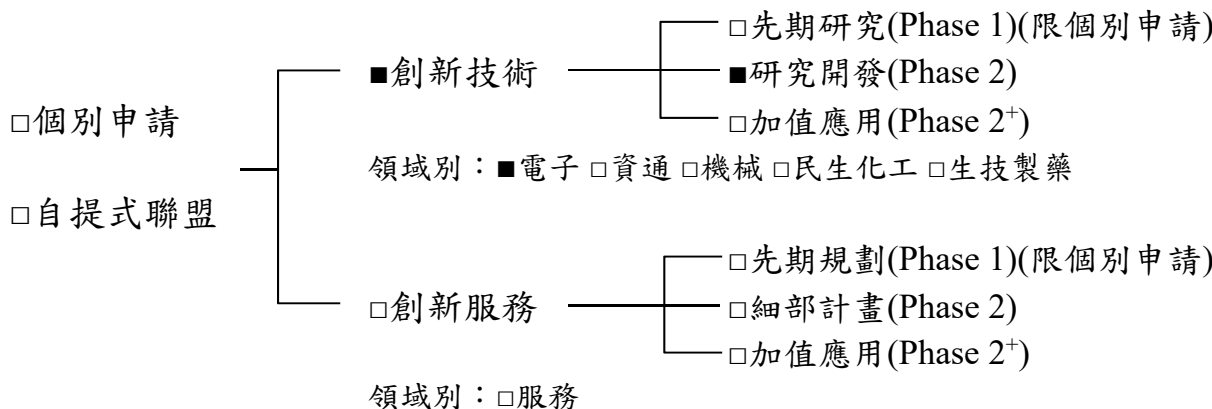 □先期研究(Phase 1)(限個別申請)
■創新技術
■研究開發(Phase 2)
□個別申請
□加值應用(Phase 2⁺)
領域別：■電子 □資通 □機械 □民生化工 □生技製藥
□自提式聯盟
□先期規劃(Phase 1)(限個別申請)
□創新服務
□細部計畫(Phase 2)
□加值應用(Phase 2⁺)
領域別：□服務